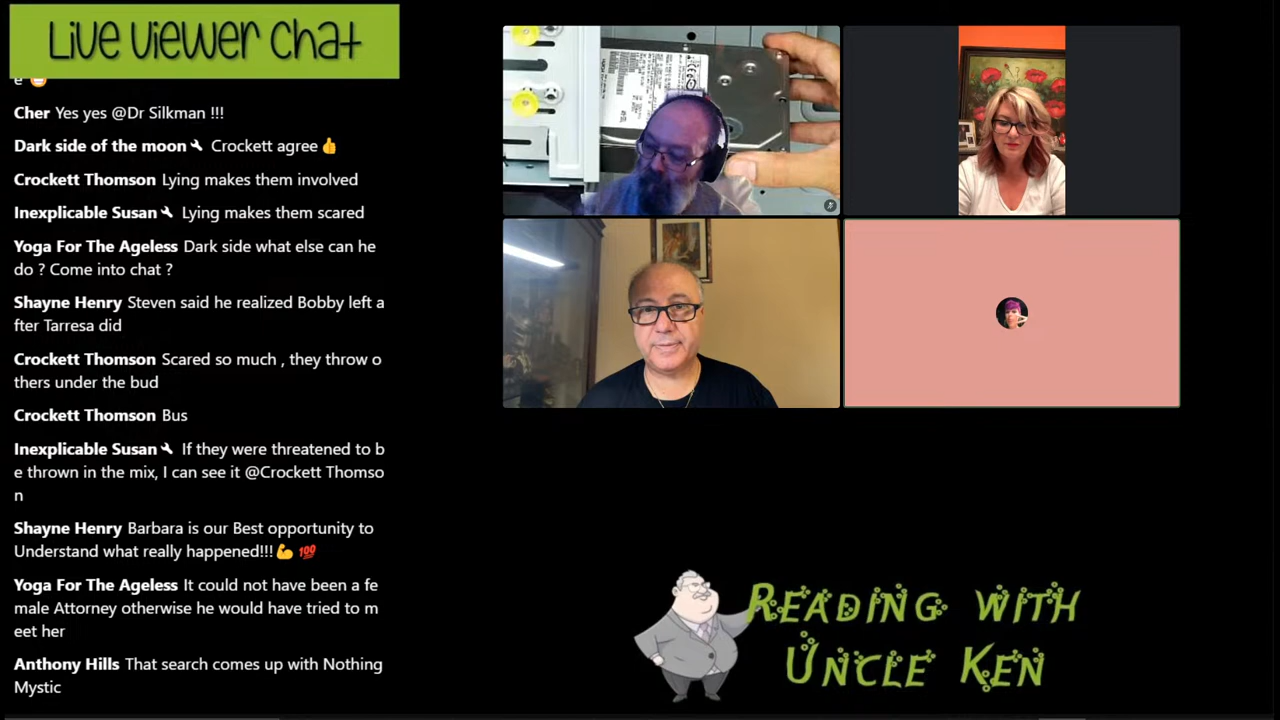 Live viewer chat
e
Cher Yes yes @Dr Silkman !!!
Dark side of the moon Crockett agree👍
Crockett Thomson Lying makes them involved
Inexplicable Susan Lying makes them scared
Yoga For The Ageless Dark side what else can he
do ? Come into chat ?
Shayne Henry Steven said he realized Bobby left a
fter Tarresa did
Crockett Thomson Scared so much , they throw o
thers under the bud
Crockett Thomson Bus
Inexplicable Susan If they were threatened to b
e thrown in the mix, I can see it @Crockett Thomso
n
Shayne Henry Barbara is our Best opportunity to
Understand what really happened!!!💪 💯
Yoga For The Ageless It could not have been a fe
male Attorney otherwise he would have tried to m
eet her
Anthony Hills That search comes up with Nothing
Mystic
Reading with
Uncle Ken